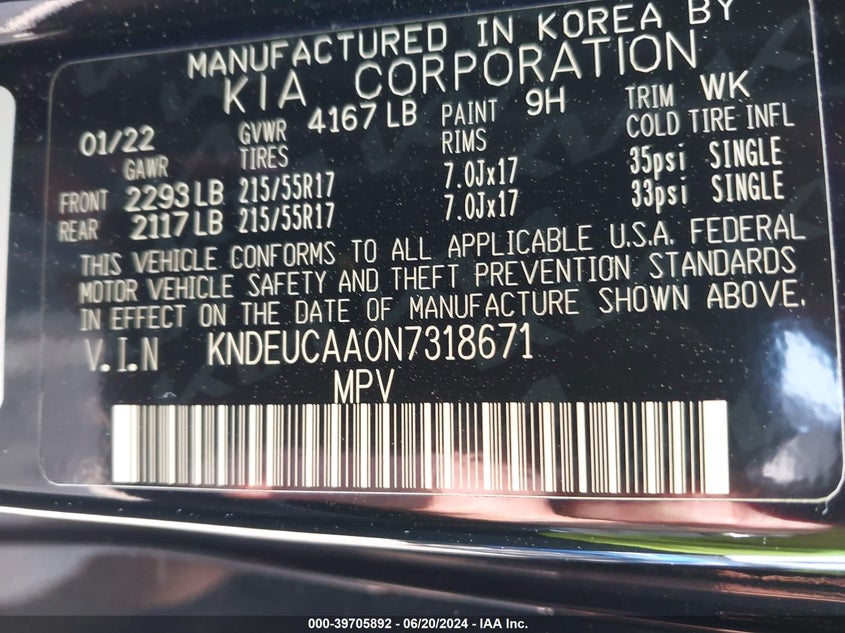 MANUFACTURED IN KOREA BY
KIA CORPORATION
01/22 GVWR 4167 LB PAINT 9H TRIM WK
GAWR TIRES RIMS COLD TIRE INFL
FRONT 2293 LB 215/55R17 7.0Jx17 35psi SINGLE
REAR 2117 LB 215/55R17 7.0Jx17 33psi SINGLE
THIS VEHICLE CONFORMS TO ALL APPLICABLE U.S.A. FEDERAL
MOTOR VEHICLE SAFETY AND THEFT PREVENTION STANDARDS
IN EFFECT ON THE DATE OF MANUFACTURE SHOWN ABOVE.
V.I.N KNDEUCAA0N7318671
MPV
000-39705892 - 06/20/2024 - IAA Inc.